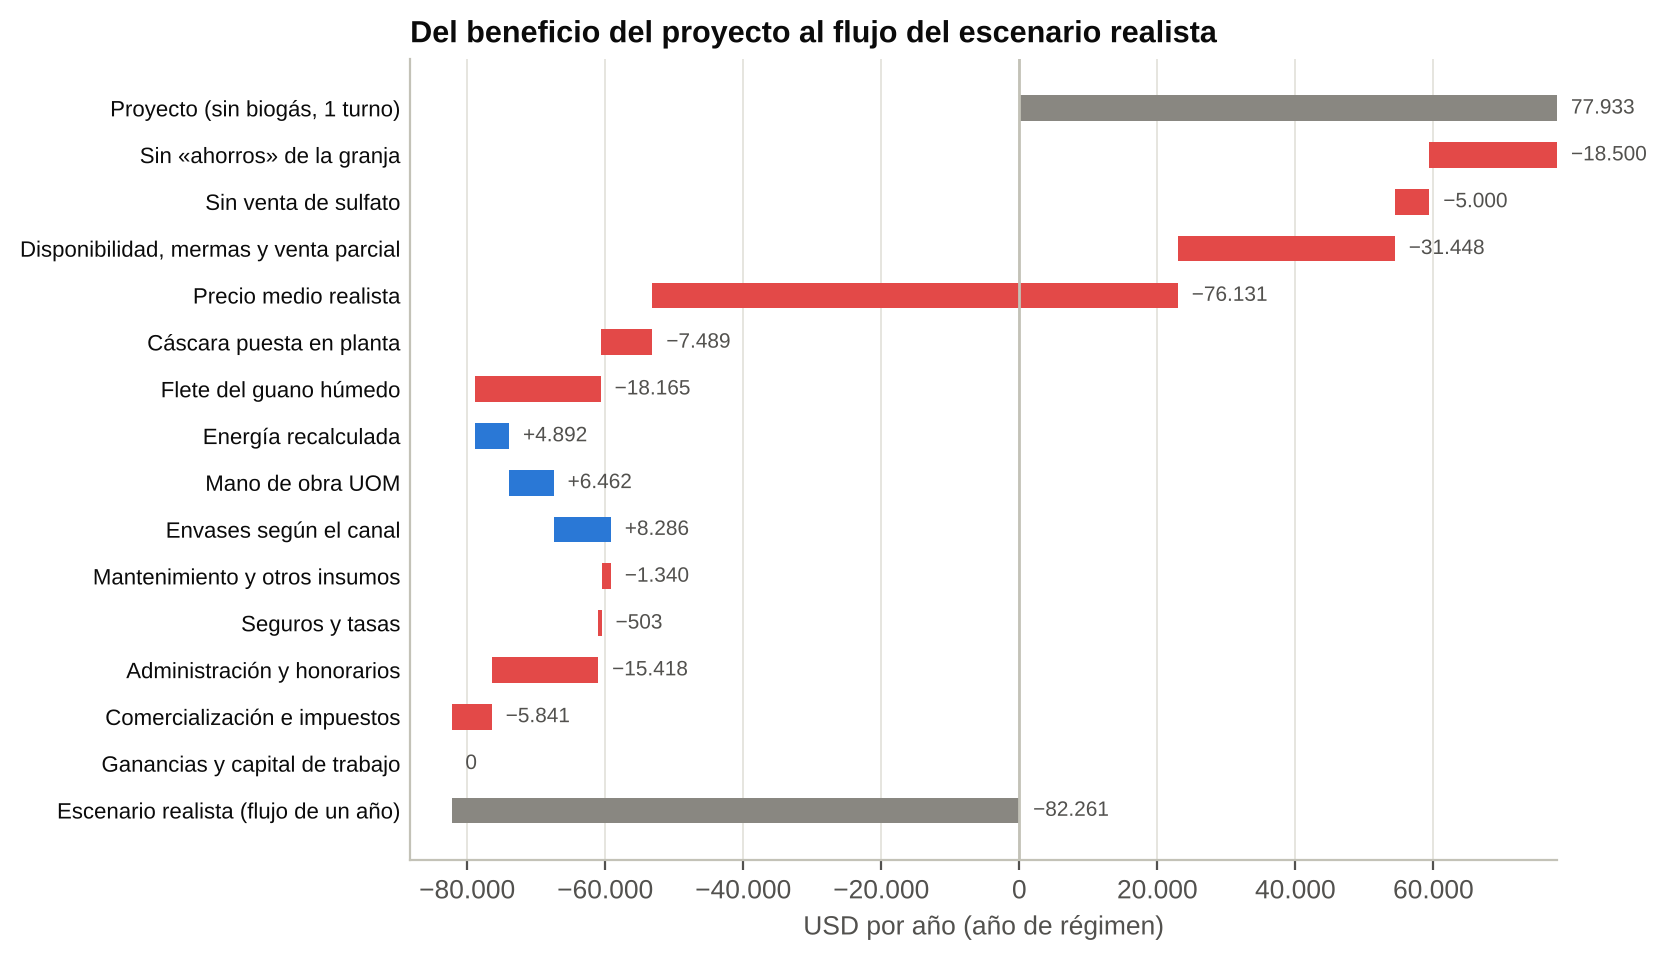 Del beneficio del proyecto al flujo del escenario realista
Proyecto (sin biogás, 1 turno) 77.933
Sin «ahorros» de la granja −18.500
Sin venta de sulfato −5.000
Disponibilidad, mermas y venta parcial −31.448
Precio medio realista −76.131
Cáscara puesta en planta −7.489
Flete del guano húmedo −18.165
Energía recalculada +4.892
Mano de obra UOM +6.462
Envases según el canal +8.286
Mantenimiento y otros insumos −1.340
Seguros y tasas −503
Administración y honorarios −15.418
Comercialización e impuestos −5.841
Ganancias y capital de trabajo 0
Escenario realista (flujo de un año) −82.261
−80.000 −60.000 −40.000 −20.000 0 20.000 40.000 60.000
USD por año (año de régimen)